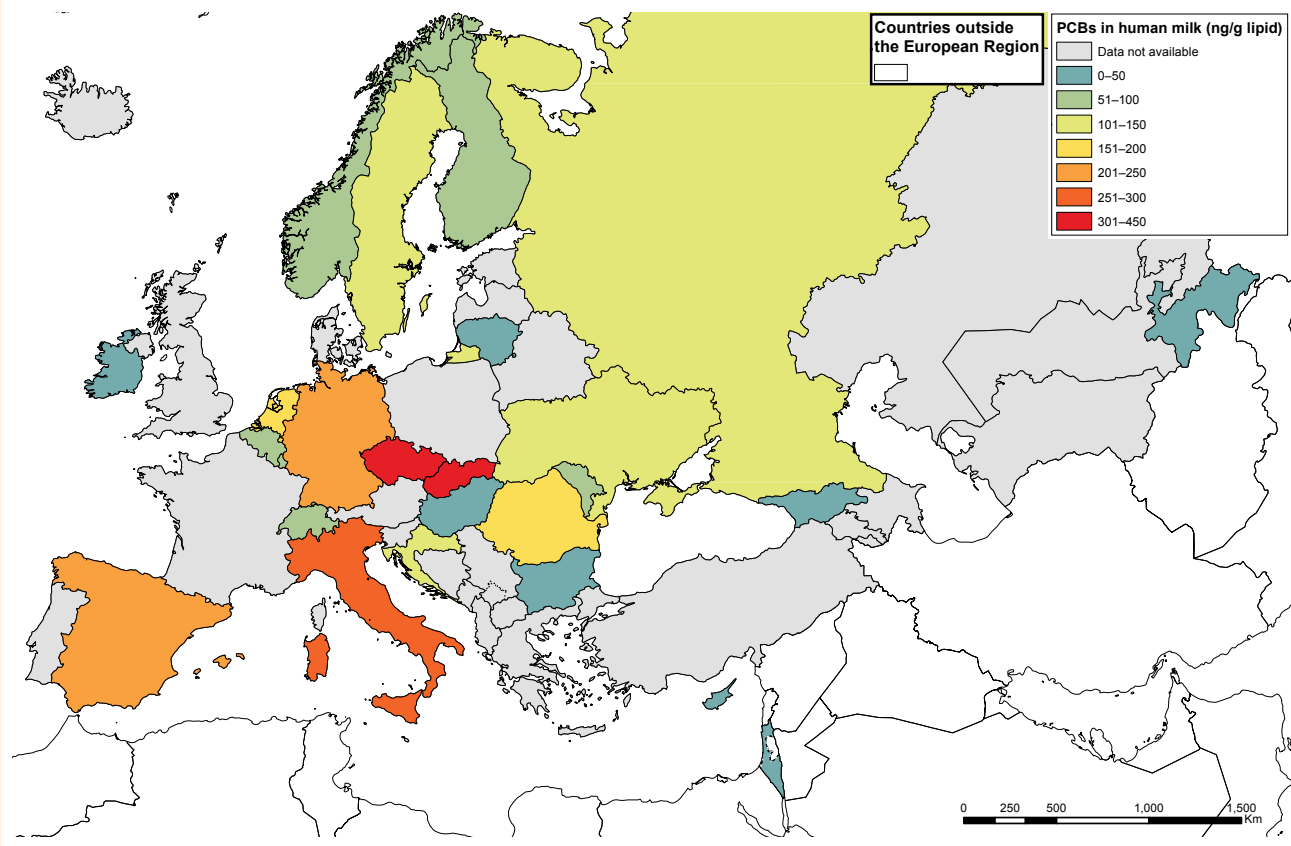 Countries outside
the European Region
PCBs in human milk (ng/g lipid)
Data not available
0–50
51–100
101–150
151–200
201–250
251–300
301–450
0 250 500 1,000 1,500
Km